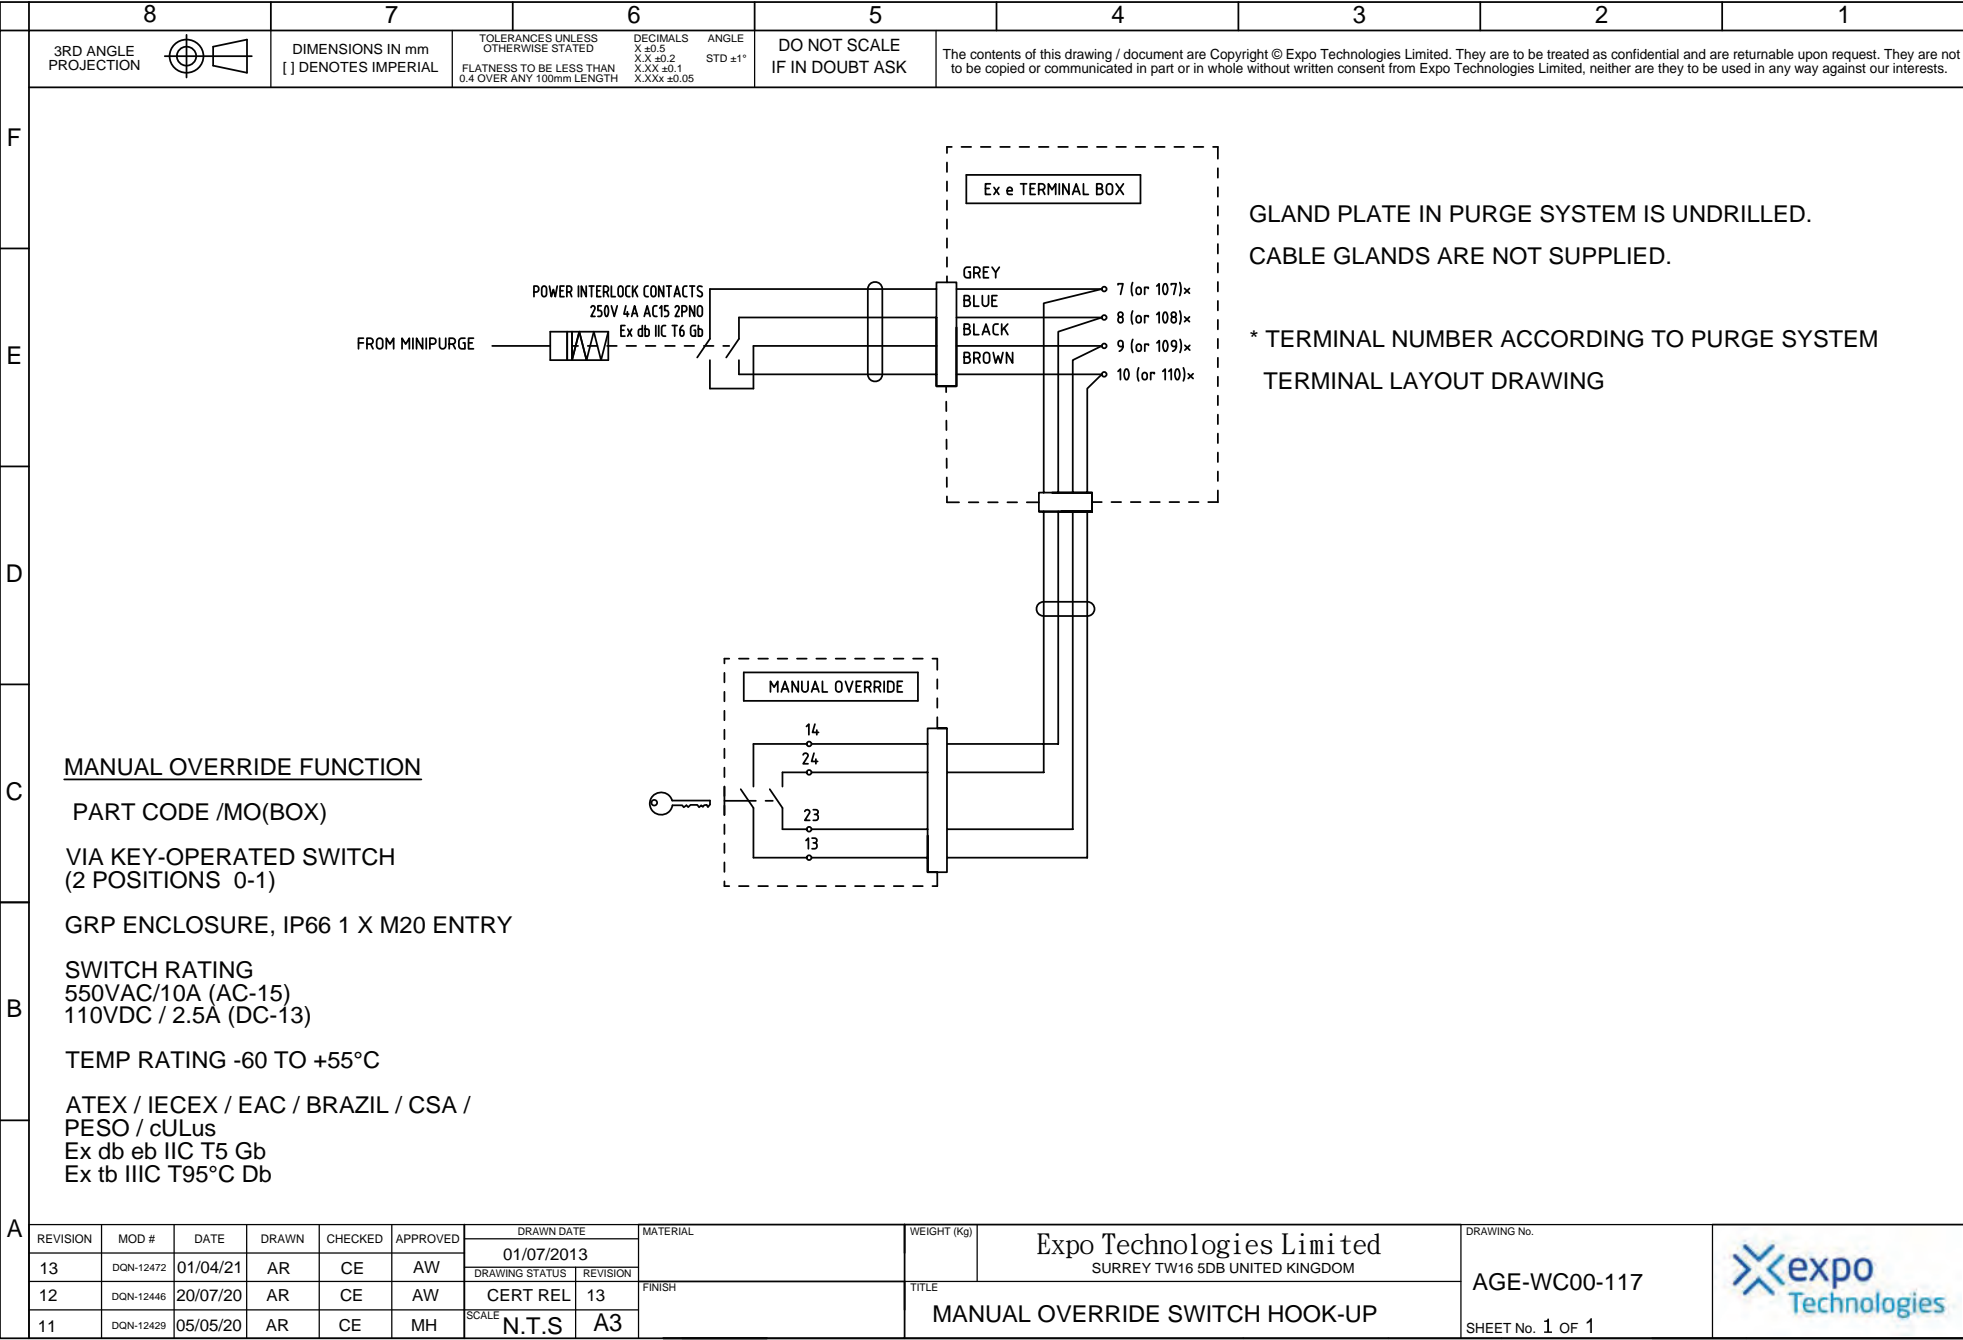 8 7 6 5 4 3 2 1
3RD ANGLE
PROJECTION
DIMENSIONS IN mm
[ ] DENOTES IMPERIAL
TOLERANCES UNLESS
OTHERWISE STATED
FLATNESS TO BE LESS THAN
0.4 OVER ANY 100mm LENGTH
DECIMALS
X ±0.5
X.X ±0.2
X.XX ±0.1
X.XXx ±0.05
ANGLE
STD ±1°
DO NOT SCALE
IF IN DOUBT ASK
The contents of this drawing / document are Copyright © Expo Technologies Limited. They are to be treated as confidential and are returnable upon request. They are not
to be copied or communicated in part or in whole without written consent from Expo Technologies Limited, neither are they to be used in any way against our interests.
F
E
D
C
B
A
Ex e TERMINAL BOX
GLAND PLATE IN PURGE SYSTEM IS UNDRILLED.
CABLE GLANDS ARE NOT SUPPLIED.
* TERMINAL NUMBER ACCORDING TO PURGE SYSTEM
TERMINAL LAYOUT DRAWING
POWER INTERLOCK CONTACTS
250V 4A AC15 2PNO
Ex db IIC T6 Gb
FROM MINIPURGE
GREY
BLUE
BLACK
BROWN
7 (or 107)×
8 (or 108)×
9 (or 109)×
10 (or 110)×
MANUAL OVERRIDE
14
24
23
13
MANUAL OVERRIDE FUNCTION
PART CODE /MO(BOX)
VIA KEY-OPERATED SWITCH
(2 POSITIONS 0-1)
GRP ENCLOSURE, IP66 1 X M20 ENTRY
SWITCH RATING
550VAC/10A (AC-15)
110VDC / 2.5A (DC-13)
TEMP RATING -60 TO +55°C
ATEX / IECEX / EAC / BRAZIL / CSA /
PESO / cULus
Ex db eb IIC T5 Gb
Ex tb IIIC T95°C Db
REVISION MOD # DATE DRAWN CHECKED APPROVED
13 DQN-12472 01/04/21 AR CE AW
12 DQN-12446 20/07/20 AR CE AW
11 DQN-12429 05/05/20 AR CE MH
DRAWN DATE
01/07/2013
DRAWING STATUS REVISION
CERT REL 13
SCALE N.T.S A3
MATERIAL
FINISH
WEIGHT (Kg)
Expo Technologies Limited
SURREY TW16 5DB UNITED KINGDOM
TITLE
MANUAL OVERRIDE SWITCH HOOK-UP
DRAWING No.
AGE-WC00-117
SHEET No. 1 OF 1
expo
Technologies